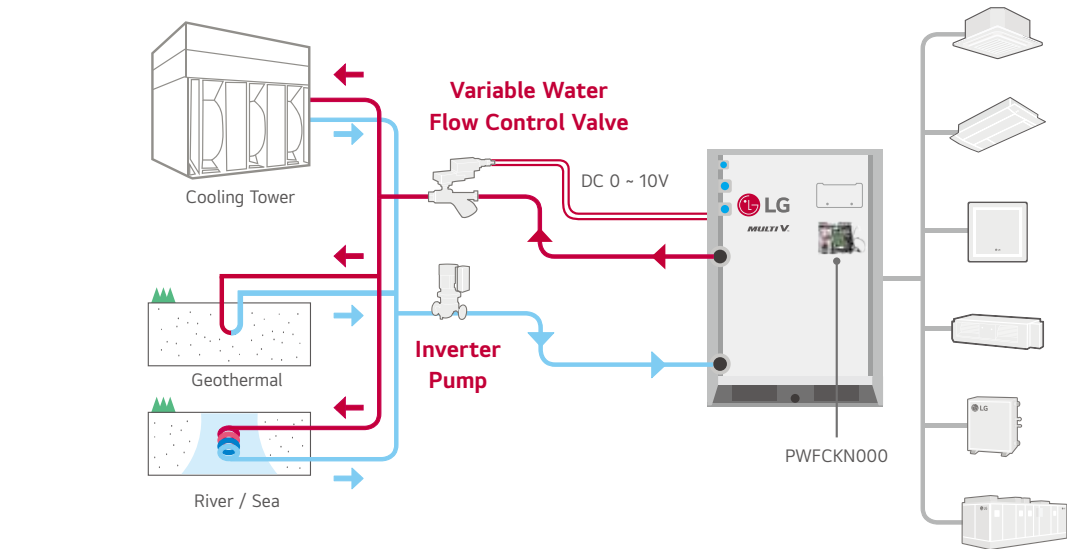 Variable Water
Flow Control Valve
DC 0 ~ 10V
Cooling Tower
LG
MULTI V.
Geothermal
Inverter
Pump
LG
PWFCKN000
River / Sea